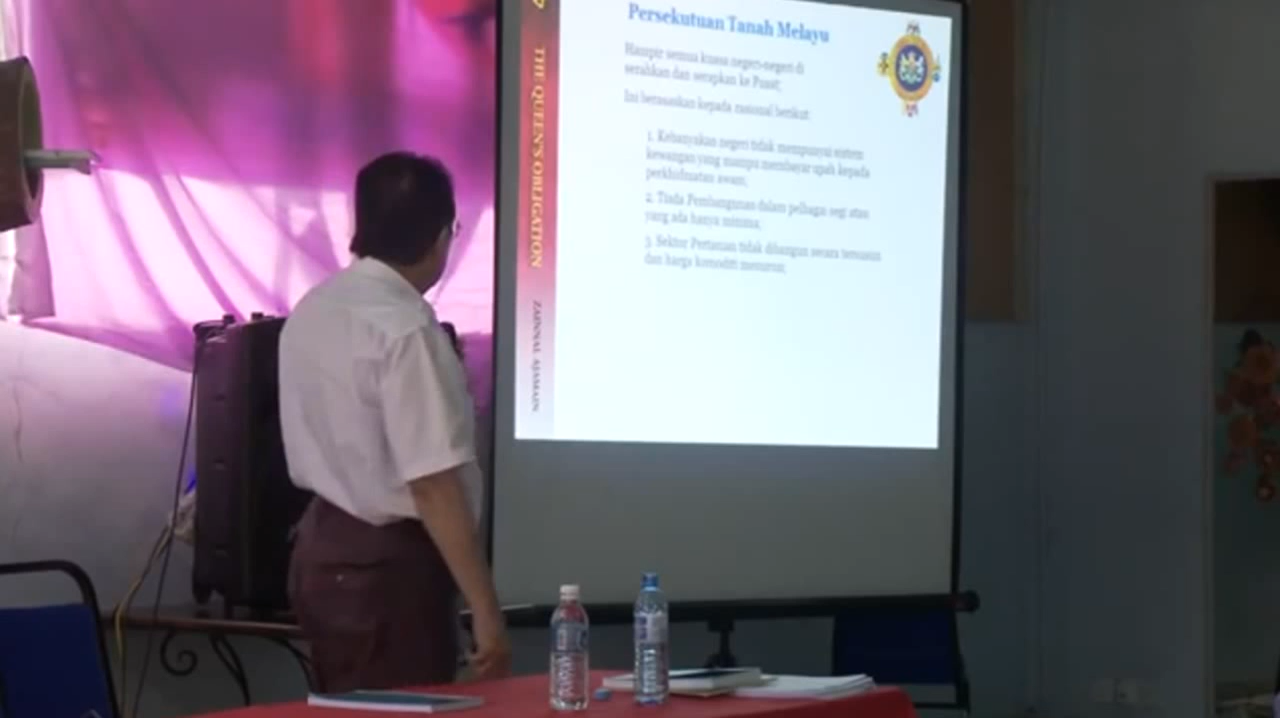 THE QUEEN'S OBLIGATION
ZAINNAL AJAMAIN
Persekutuan Tanah Melayu
Hampir semua kuasa negeri-negeri di
serahkan dan serapkan ke Pusat;
Ini berasaskan kepada rasional berikut:
1. Kebanyakan negeri tidak mempunyai sistem
kewangan yang mampu membayar upah kepada
perkhidmatan awam;
2. Tiada Pembangunan dalam pelbagai segi atau
yang ada hanya minima;
3. Sektor Pertanian tidak dibangun secara tersusun
dan harga komoditi menurun;